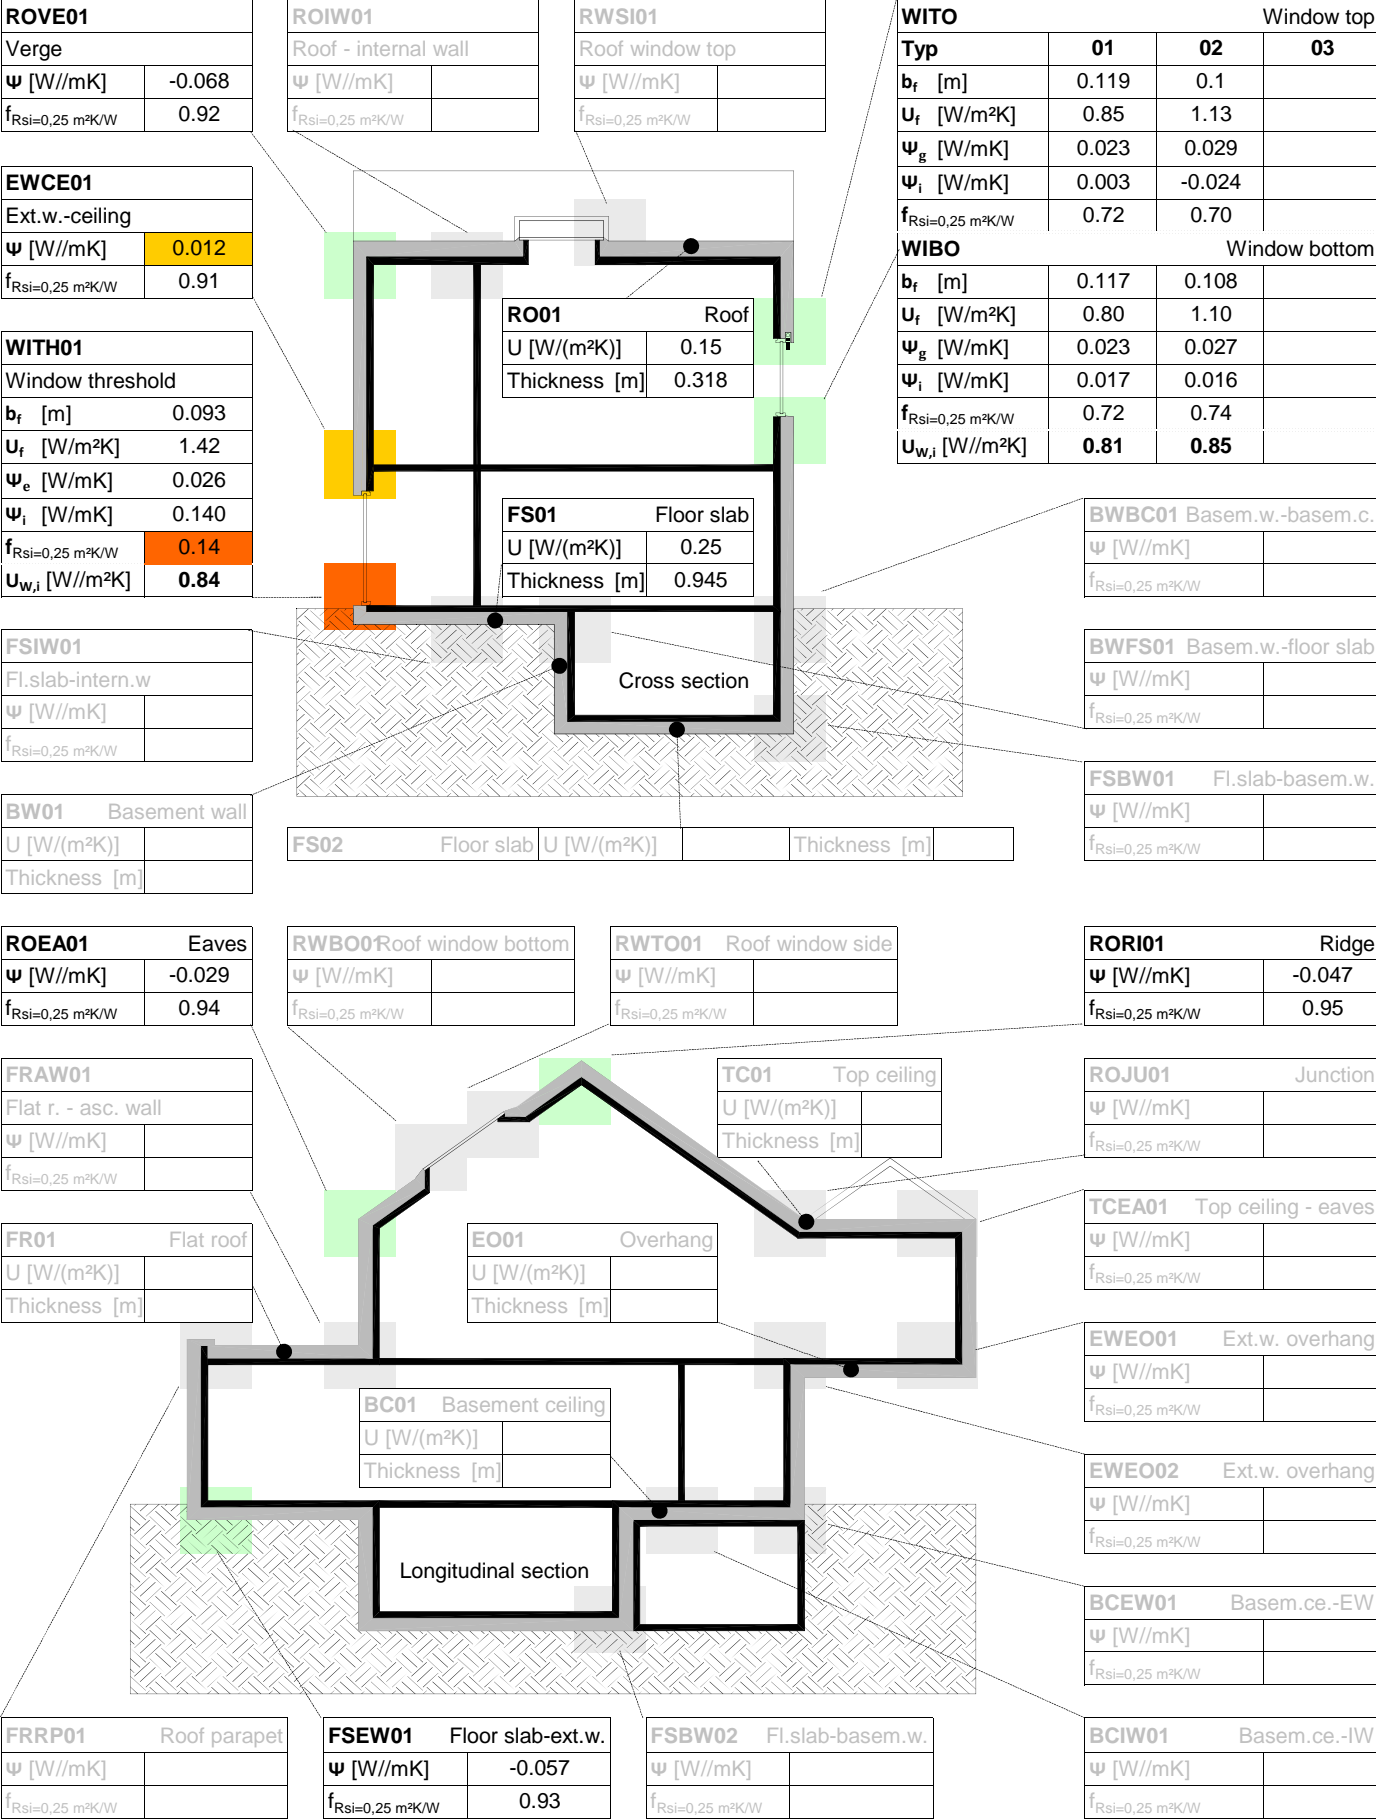 ROVE01
Verge
Ψ [W//mK] -0.068
fRsi=0,25 m²K/W 0.92
ROIW01
Roof - internal wall
Ψ [W//mK]
fRsi=0,25 m²K/W
RWSI01
Roof window top
Ψ [W//mK]
fRsi=0,25 m²K/W
WITO Window top
Typ 01 02 03
bf [m] 0.119 0.1
Uf [W/m²K] 0.85 1.13
Ψg [W/mK] 0.023 0.029
Ψi [W/mK] 0.003 -0.024
fRsi=0,25 m²K/W 0.72 0.70
WIBO Window bottom
bf [m] 0.117 0.108
Uf [W/m²K] 0.80 1.10
Ψg [W/mK] 0.023 0.027
Ψi [W/mK] 0.017 0.016
fRsi=0,25 m²K/W 0.72 0.74
UW,i [W//m²K] 0.81 0.85
EWCE01
Ext.w.-ceiling
Ψ [W//mK] 0.012
fRsi=0,25 m²K/W 0.91
WITH01
Window threshold
bf [m] 0.093
Uf [W/m²K] 1.42
Ψe [W/mK] 0.026
Ψi [W/mK] 0.140
fRsi=0,25 m²K/W 0.14
UW,i [W//m²K] 0.84
RO01 Roof
U [W/(m²K)] 0.15
Thickness [m] 0.318
FS01 Floor slab
U [W/(m²K)] 0.25
Thickness [m] 0.945
Cross section
BWBC01 Basem.w.-basem.c.
Ψ [W//mK]
fRsi=0,25 m²K/W
FSIW01
Fl.slab-intern.w
Ψ [W//mK]
fRsi=0,25 m²K/W
BWFS01 Basem.w.-floor slab
Ψ [W//mK]
fRsi=0,25 m²K/W
FSBW01 Fl.slab-basem.w.
Ψ [W//mK]
fRsi=0,25 m²K/W
BW01 Basement wall
U [W/(m²K)]
Thickness [m]
FS02 Floor slab U [W/(m²K)] Thickness [m]
ROEA01 Eaves
Ψ [W//mK] -0.029
fRsi=0,25 m²K/W 0.94
RWBO01 Roof window bottom
Ψ [W//mK]
fRsi=0,25 m²K/W
RWTO01 Roof window side
Ψ [W//mK]
fRsi=0,25 m²K/W
RORI01 Ridge
Ψ [W//mK] -0.047
fRsi=0,25 m²K/W 0.95
FRAW01
Flat r. - asc. wall
Ψ [W//mK]
fRsi=0,25 m²K/W
TC01 Top ceiling
U [W/(m²K)]
Thickness [m]
ROJU01 Junction
Ψ [W//mK]
fRsi=0,25 m²K/W
TCEA01 Top ceiling - eaves
Ψ [W//mK]
fRsi=0,25 m²K/W
FR01 Flat roof
U [W/(m²K)]
Thickness [m]
EO01 Overhang
U [W/(m²K)]
Thickness [m]
EWEO01 Ext.w. overhang
Ψ [W//mK]
fRsi=0,25 m²K/W
BC01 Basement ceiling
U [W/(m²K)]
Thickness [m]
EWEO02 Ext.w. overhang
Ψ [W//mK]
fRsi=0,25 m²K/W
Longitudinal section
BCEW01 Basem.ce.-EW
Ψ [W//mK]
fRsi=0,25 m²K/W
FRRP01 Roof parapet
Ψ [W//mK]
fRsi=0,25 m²K/W
FSEW01 Floor slab-ext.w.
Ψ [W//mK] -0.057
fRsi=0,25 m²K/W 0.93
FSBW02 Fl.slab-basem.w.
Ψ [W//mK]
fRsi=0,25 m²K/W
BCIW01 Basem.ce.-IW
Ψ [W//mK]
fRsi=0,25 m²K/W